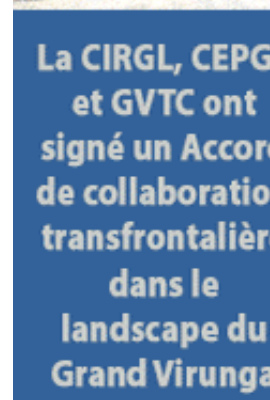 La CIRGL, CEPG
et GVTC ont
signé un Accor
de collaboratio
transfrontalièr
dans le
landscape du
Grand Virunga